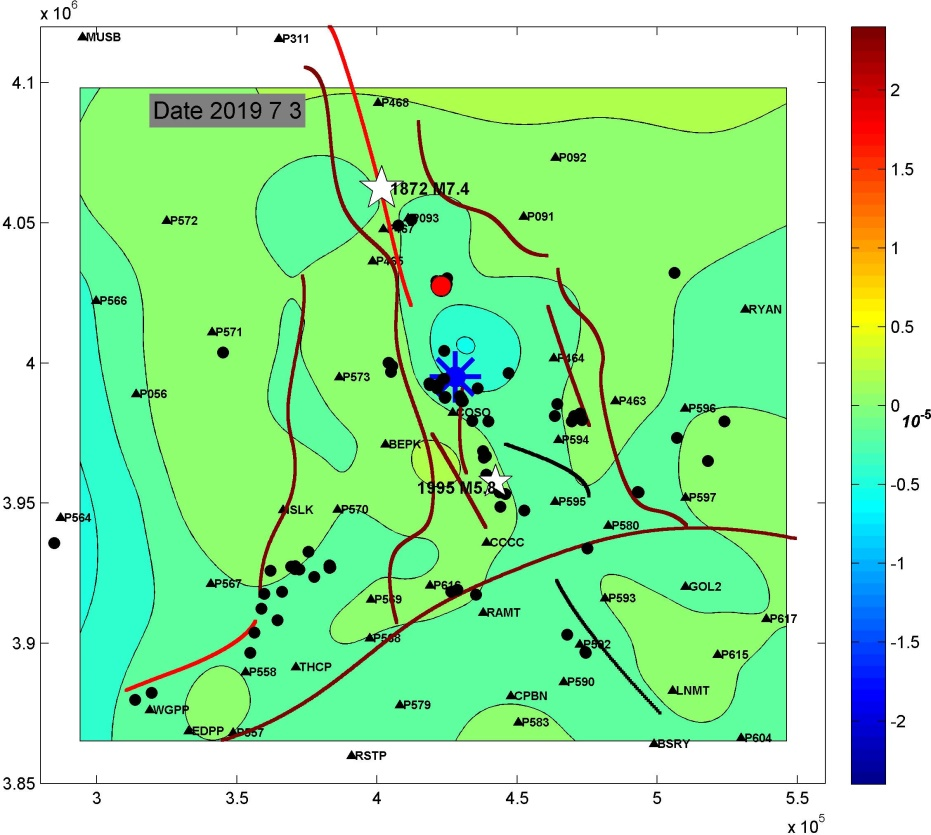 x 10⁶
MUSB
P311
4.1
Date 2019 7 3
P468
P092
1872 M7.4
P093
P091
P572
4.05
P467
P465
P566
RYAN
P571
4
P464
P573
P056
P463
P596
COSO
P594
BEPK
1995 M5.8
P597
P595
3.95
P564
ISLK
P570
P580
CCCC
P567
P616
GOL2
P569
P593
RAMT
P617
3.9
P568
P592
P615
THCP
P558
P590
LNMT
CPBN
P579
WGPP
P583
EDPP
P557
P604
BSRY
RSTP
3.85
3
3.5
4
4.5
5
5.5
x 10⁵
2
1.5
1
0.5
0
10⁻⁵
-0.5
-1
-1.5
-2